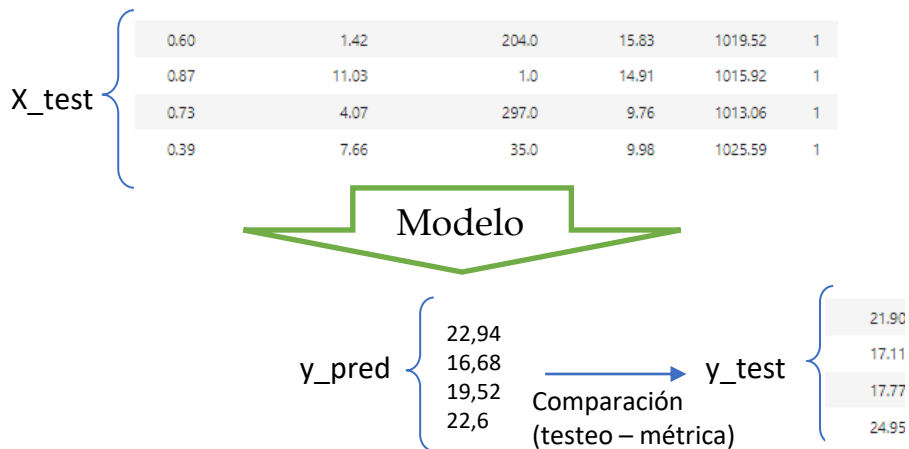 0.60 1.42 204.0 15.83 1019.52 1
0.87 11.03 1.0 14.91 1015.92 1
X_test
0.73 4.07 297.0 9.76 1013.06 1
0.39 7.66 35.0 9.98 1025.59 1
Modelo
y_pred
22,94
16,68
19,52
22,6
Comparación
(testeo – métrica)
y_test
21.90
17.11
17.77
24.95